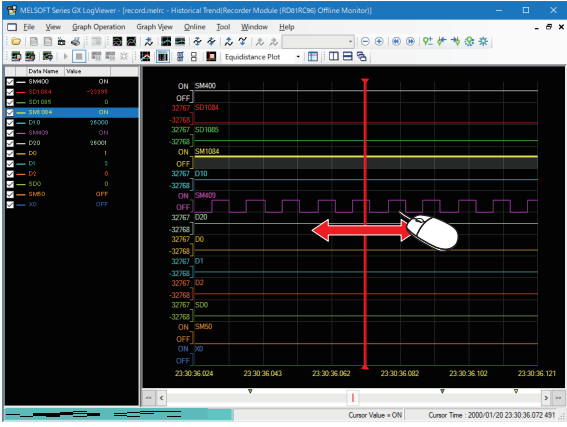 MELSOFT Series GX LogViewer - [record.melrc - Historical Trend(Recorder Module (RD81RC96) Offline Monitor)]
File View Graph Operation Graph View Online Tool Window Help
Equidistance Plot
Data Name Value
SM400 ON
SD1084 -23395
SD1085 0
SM1084 ON
D10 26000
SM409 ON
D20 26001
D0 1
D1 2
D2 0
SD0 0
SM50 OFF
X0 OFF
ON SM400
OFF
32767 SD1084
-32768
32767 SD1085
-32768
ON SM1084
OFF
32767 D10
-32768
ON SM409
OFF
32767 D20
-32768
32767 D0
-32768
32767 D1
-32768
32767 D2
-32768
32767 SD0
-32768
ON SM50
OFF
ON X0
OFF
23:30:36.024 23:30:36.043 23:30:36.062 23:30:36.082 23:30:36.102 23:30:36.121
Cursor Value = ON Cursor Time : 2000/01/20 23:30:36.072 491